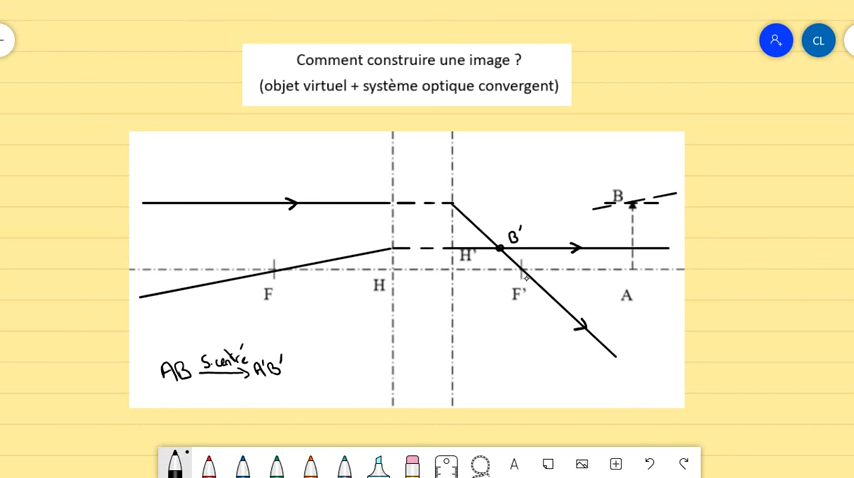 CL
Comment construire une image ?
(objet virtuel + système optique convergent)
B
B'
H'
F
H
F'
A
AB S.centré A'B'
A